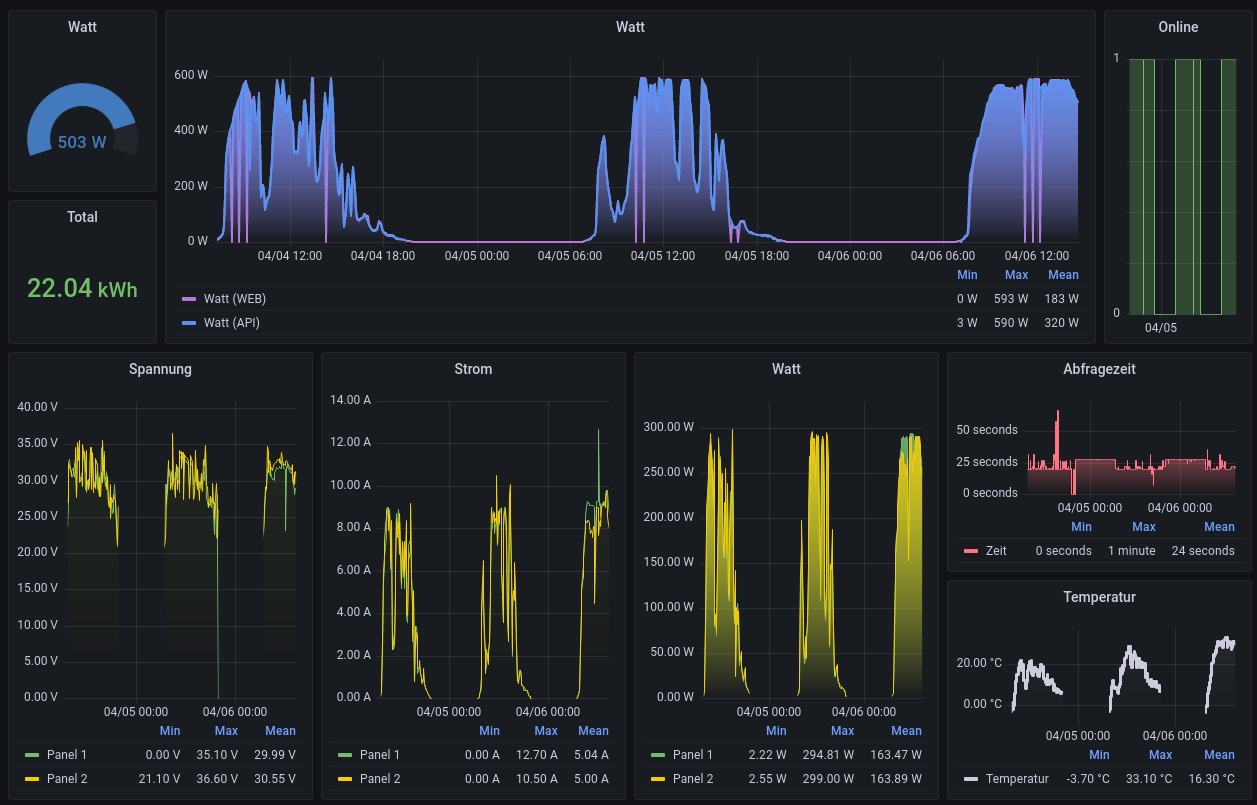 Watt
503 W
Total
22.04 kWh
Watt
600 W
400 W
200 W
0 W
04/04 12:00 04/04 18:00 04/05 00:00 04/05 06:00 04/05 12:00 04/05 18:00 04/06 00:00 04/06 06:00 04/06 12:00
Min Max Mean
Watt (WEB) 0 W 593 W 183 W
Watt (API) 3 W 590 W 320 W
Online
1
0
04/05
Spannung
40.00 V
35.00 V
30.00 V
25.00 V
20.00 V
15.00 V
10.00 V
5.00 V
0.00 V
04/05 00:00 04/06 00:00
Min Max Mean
Panel 1 0.00 V 35.10 V 29.99 V
Panel 2 21.10 V 36.60 V 30.55 V
Strom
14.00 A
12.00 A
10.00 A
8.00 A
6.00 A
4.00 A
2.00 A
0.00 A
04/05 00:00 04/06 00:00
Min Max Mean
Panel 1 0.00 A 12.70 A 5.04 A
Panel 2 0.00 A 10.50 A 5.00 A
Watt
300.00 W
250.00 W
200.00 W
150.00 W
100.00 W
50.00 W
0.00 W
04/05 00:00 04/06 00:00
Min Max Mean
Panel 1 2.22 W 294.81 W 163.47 W
Panel 2 2.55 W 299.00 W 163.89 W
Abfragezeit
50 seconds
25 seconds
0 seconds
04/05 00:00 04/06 00:00
Min Max Mean
Zeit 0 seconds 1 minute 24 seconds
Temperatur
20.00 °C
0.00 °C
04/05 00:00 04/06 00:00
Min Max Mean
Temperatur -3.70 °C 33.10 °C 16.30 °C